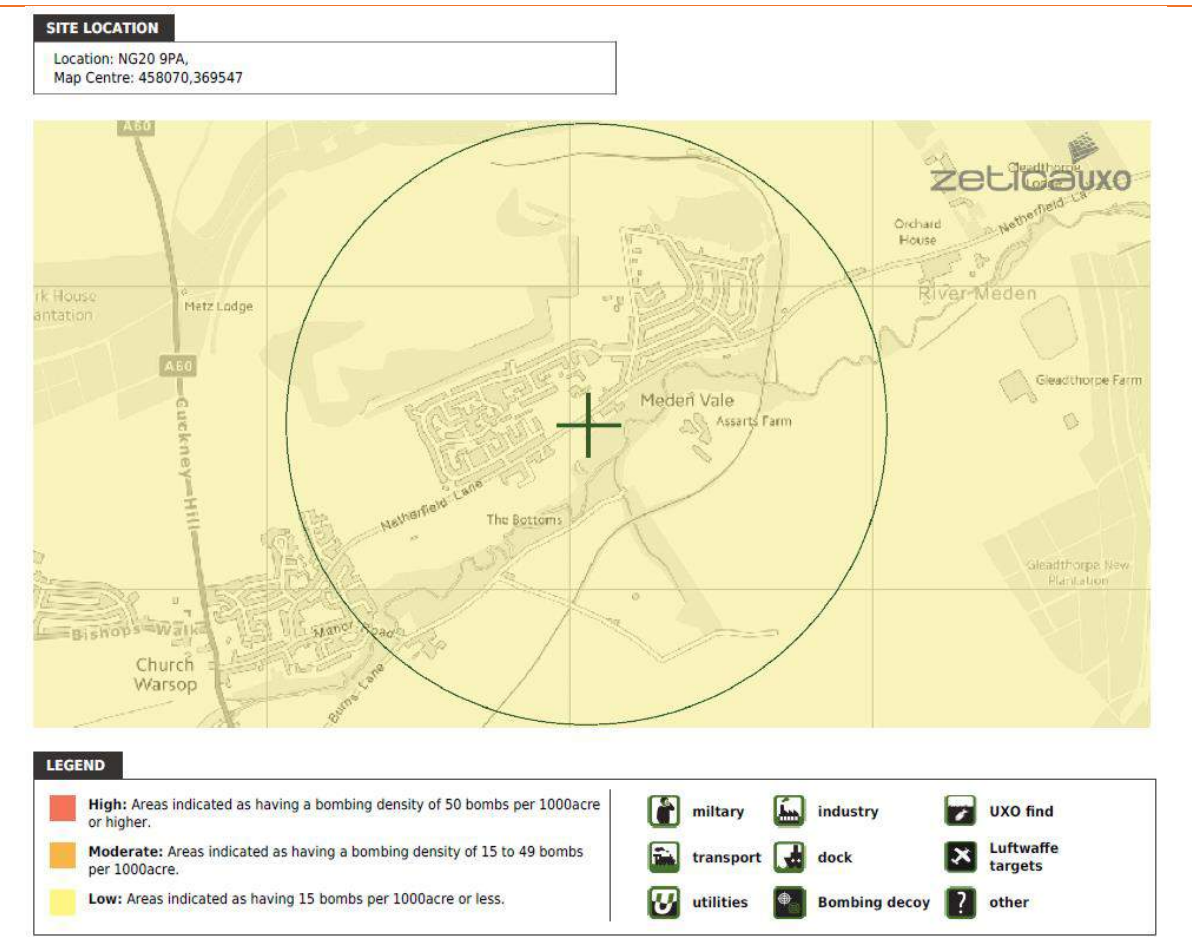 SITE LOCATION
Location: NG20 9PA,
Map Centre: 458070,369547
A60
zeticauxo
Gleadthorpe
Lodge
Netherfield La
Orchard
House
River Meden
rk House
antation
Metz Lodge
A60
Cuckney Hill
Gleadthorpe Farm
Meden Vale
Assarts Farm
Netherfield Lane
The Bottoms
Gleadthorpe New
Plantation
Bishops Walk
Manor Road
Church
Warsop
Burns Lane
LEGEND
High: Areas indicated as having a bombing density of 50 bombs per 1000acre
or higher.
Moderate: Areas indicated as having a bombing density of 15 to 49 bombs
per 1000acre.
Low: Areas indicated as having 15 bombs per 1000acre or less.
miltary
industry
UXO find
transport
dock
Luftwaffe
targets
utilities
Bombing decoy
?
other